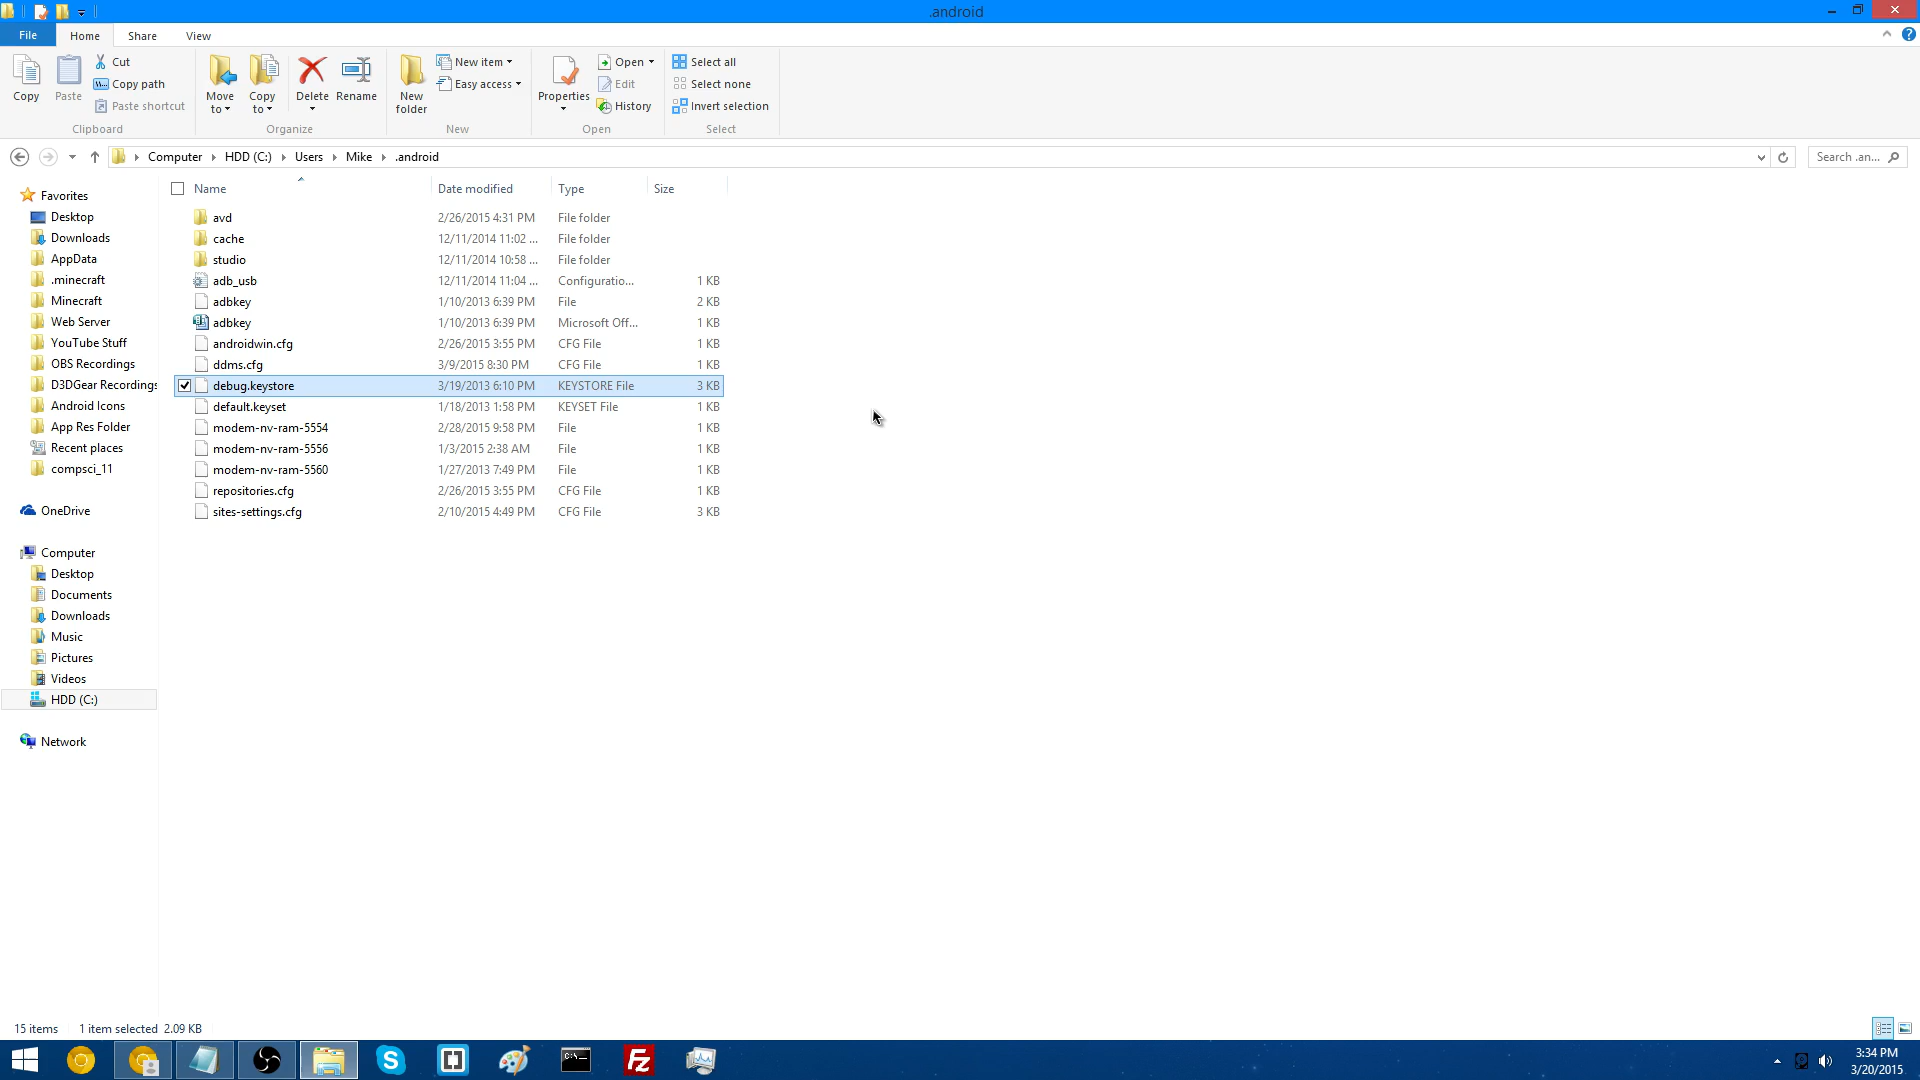 .android
File Home Share View
Copy
Paste
Cut
Copy path
Paste shortcut
Clipboard
Move to
Copy to
Delete
Rename
Organize
New folder
New item
Easy access
New
Properties
Open
Edit
History
Open
Select all
Select none
Invert selection
Select
Computer HDD (C:) Users Mike .android
Search .an...
Name Date modified Type Size
avd 2/26/2015 4:31 PM File folder
cache 12/11/2014 11:02 ... File folder
studio 12/11/2014 10:58 ... File folder
adb_usb 12/11/2014 11:04 ... Configuratio... 1 KB
adbkey 1/10/2013 6:39 PM File 2 KB
adbkey 1/10/2013 6:39 PM Microsoft Off... 1 KB
androidwin.cfg 2/26/2015 3:55 PM CFG File 1 KB
ddms.cfg 3/9/2015 8:30 PM CFG File 1 KB
debug.keystore 3/19/2013 6:10 PM KEYSTORE File 3 KB
default.keyset 1/18/2013 1:58 PM KEYSET File 1 KB
modem-nv-ram-5554 2/28/2015 9:58 PM File 1 KB
modem-nv-ram-5556 1/3/2015 2:38 AM File 1 KB
modem-nv-ram-5560 1/27/2013 7:49 PM File 1 KB
repositories.cfg 2/26/2015 3:55 PM CFG File 1 KB
sites-settings.cfg 2/10/2015 4:49 PM CFG File 3 KB
Favorites
Desktop
Downloads
AppData
.minecraft
Minecraft
Web Server
YouTube Stuff
OBS Recordings
D3DGear Recordings
Android Icons
App Res Folder
Recent places
compsci_11
OneDrive
Computer
Desktop
Documents
Downloads
Music
Pictures
Videos
HDD (C:)
Network
15 items 1 item selected 2.09 KB
3:34 PM
3/20/2015